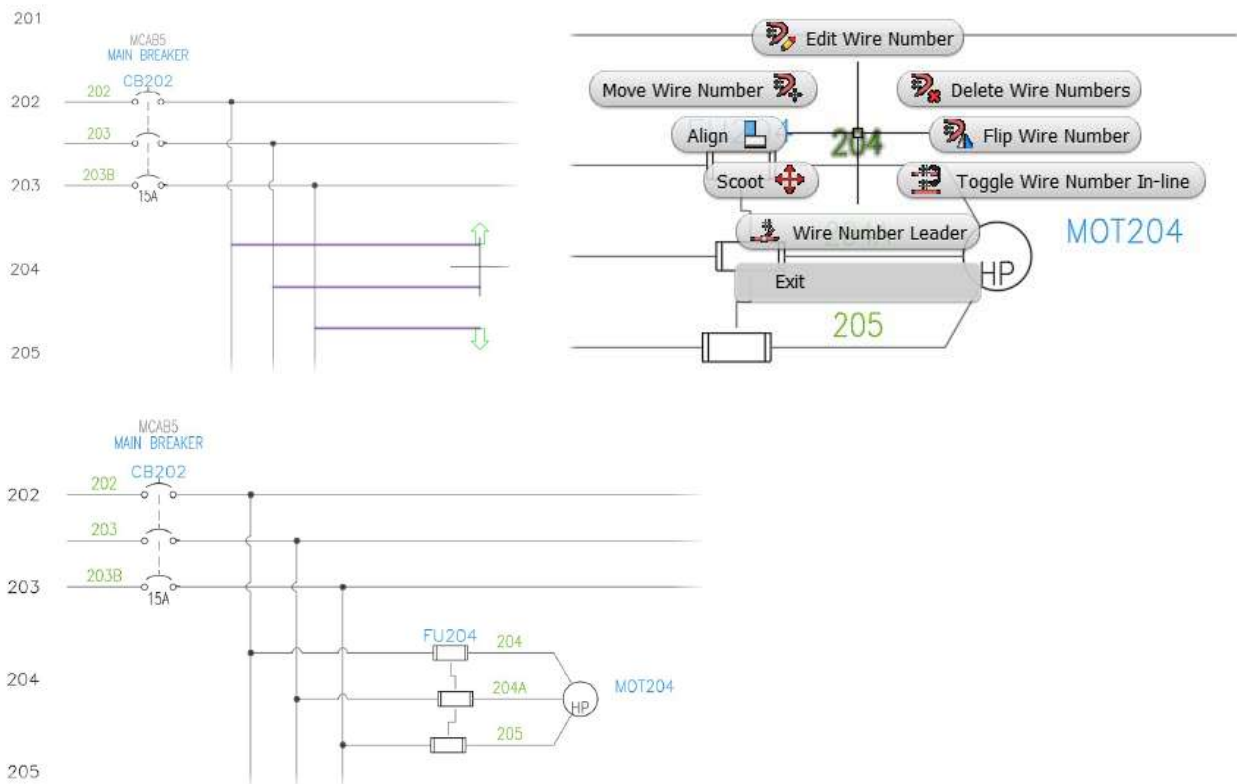 201
MCAB5
MAIN BREAKER
CB202
202
202
203
203B
203
15A
204
205
Edit Wire Number
Move Wire Number
Delete Wire Numbers
Align
204
Flip Wire Number
Scoot
Toggle Wire Number In-line
Wire Number Leader
MOT204
HP
Exit
205
MCAB5
MAIN BREAKER
CB202
202
202
203
203B
203
15A
FU204
204
204
204A
MOT204
HP
205
205